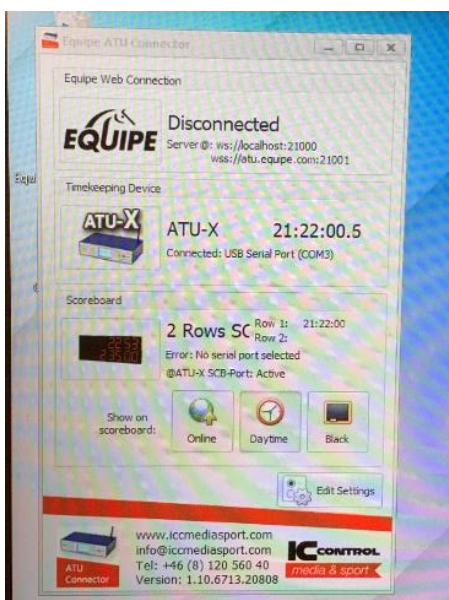 Equipe ATU Connector
Equipe Web Connection
EQUIPE
Disconnected
Server@: ws://localhost:21000
wss://atu.equipe.com:21001
Timekeeping Device
ATU-X
ATU-X 21:22:00.5
Connected: USB Serial Port (COM3)
Scoreboard
2 Rows SC
Row 1: 21:22:00
Row 2:
Error: No serial port selected
@ATU-X SCB-Port: Active
Show on
scoreboard:
Online
Daytime
Black
Edit Settings
www.iccmediasport.com
info@iccmediasport.com
Tel: +46 (8) 120 560 40
Version: 1.10.6713.20808
ATU
Connector
IC CONTROL
media & sport